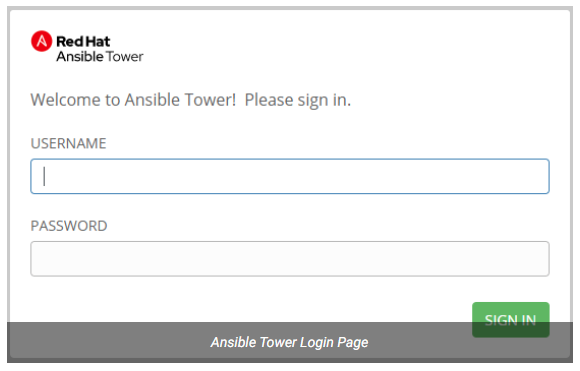 A Red Hat
Ansible Tower
Welcome to Ansible Tower! Please sign in.
USERNAME
PASSWORD
SIGN IN
Ansible Tower Login Page